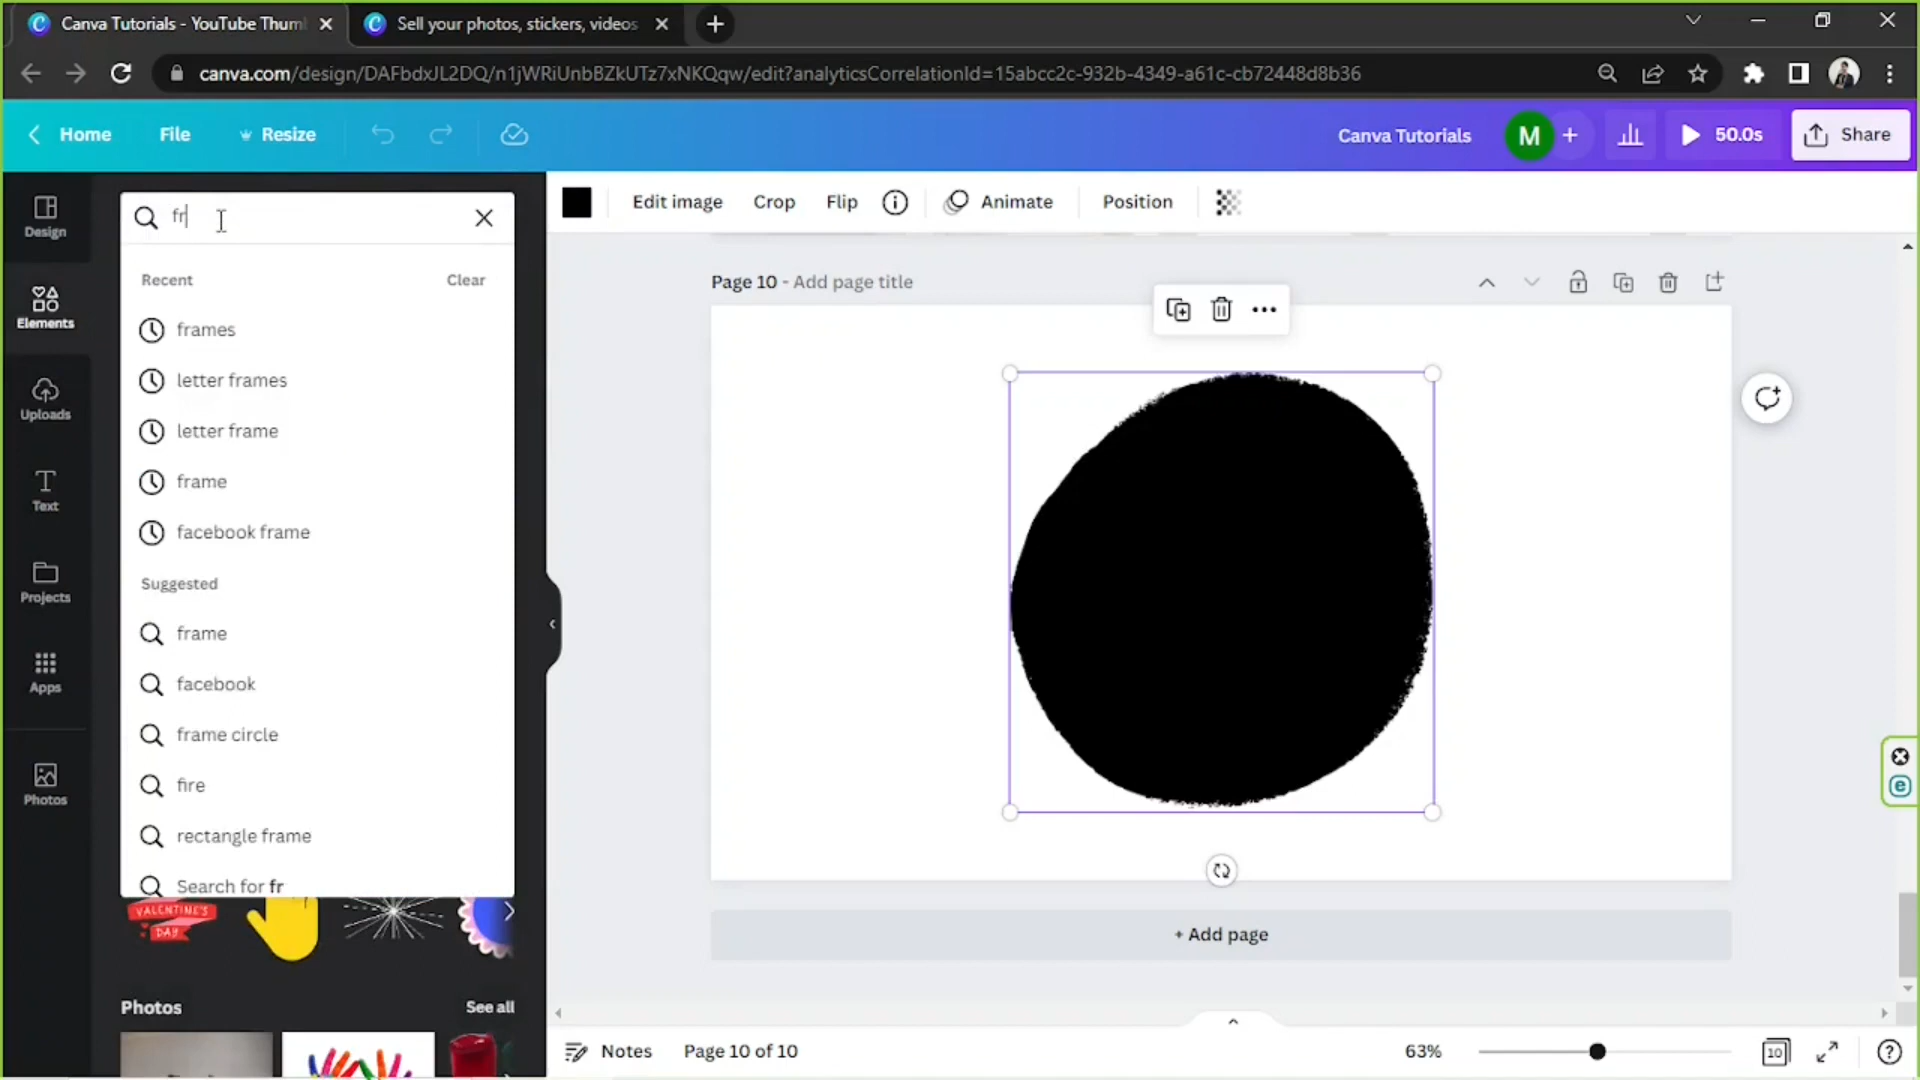 Canva Tutorials - YouTube Thum
Sell your photos, stickers, videos
canva.com/design/DAFbdxJL2DQ/n1jWRiUnbBZkUTz7xNKQqw/edit?analyticsCorrelationId=15abcc2c-932b-4349-a61c-cb72448d8b36
Home File Resize Canva Tutorials M + 50.0s Share
Design
Elements
Uploads
Text
Projects
Apps
Photos
fr
Recent Clear
frames
letter frames
letter frame
frame
facebook frame
Suggested
frame
facebook
frame circle
fire
rectangle frame
Search for fr
VALENTINE'S
DAY
Photos See all
Edit image Crop Flip Animate Position
Page 10 - Add page title
+ Add page
Notes Page 10 of 10 63% 10